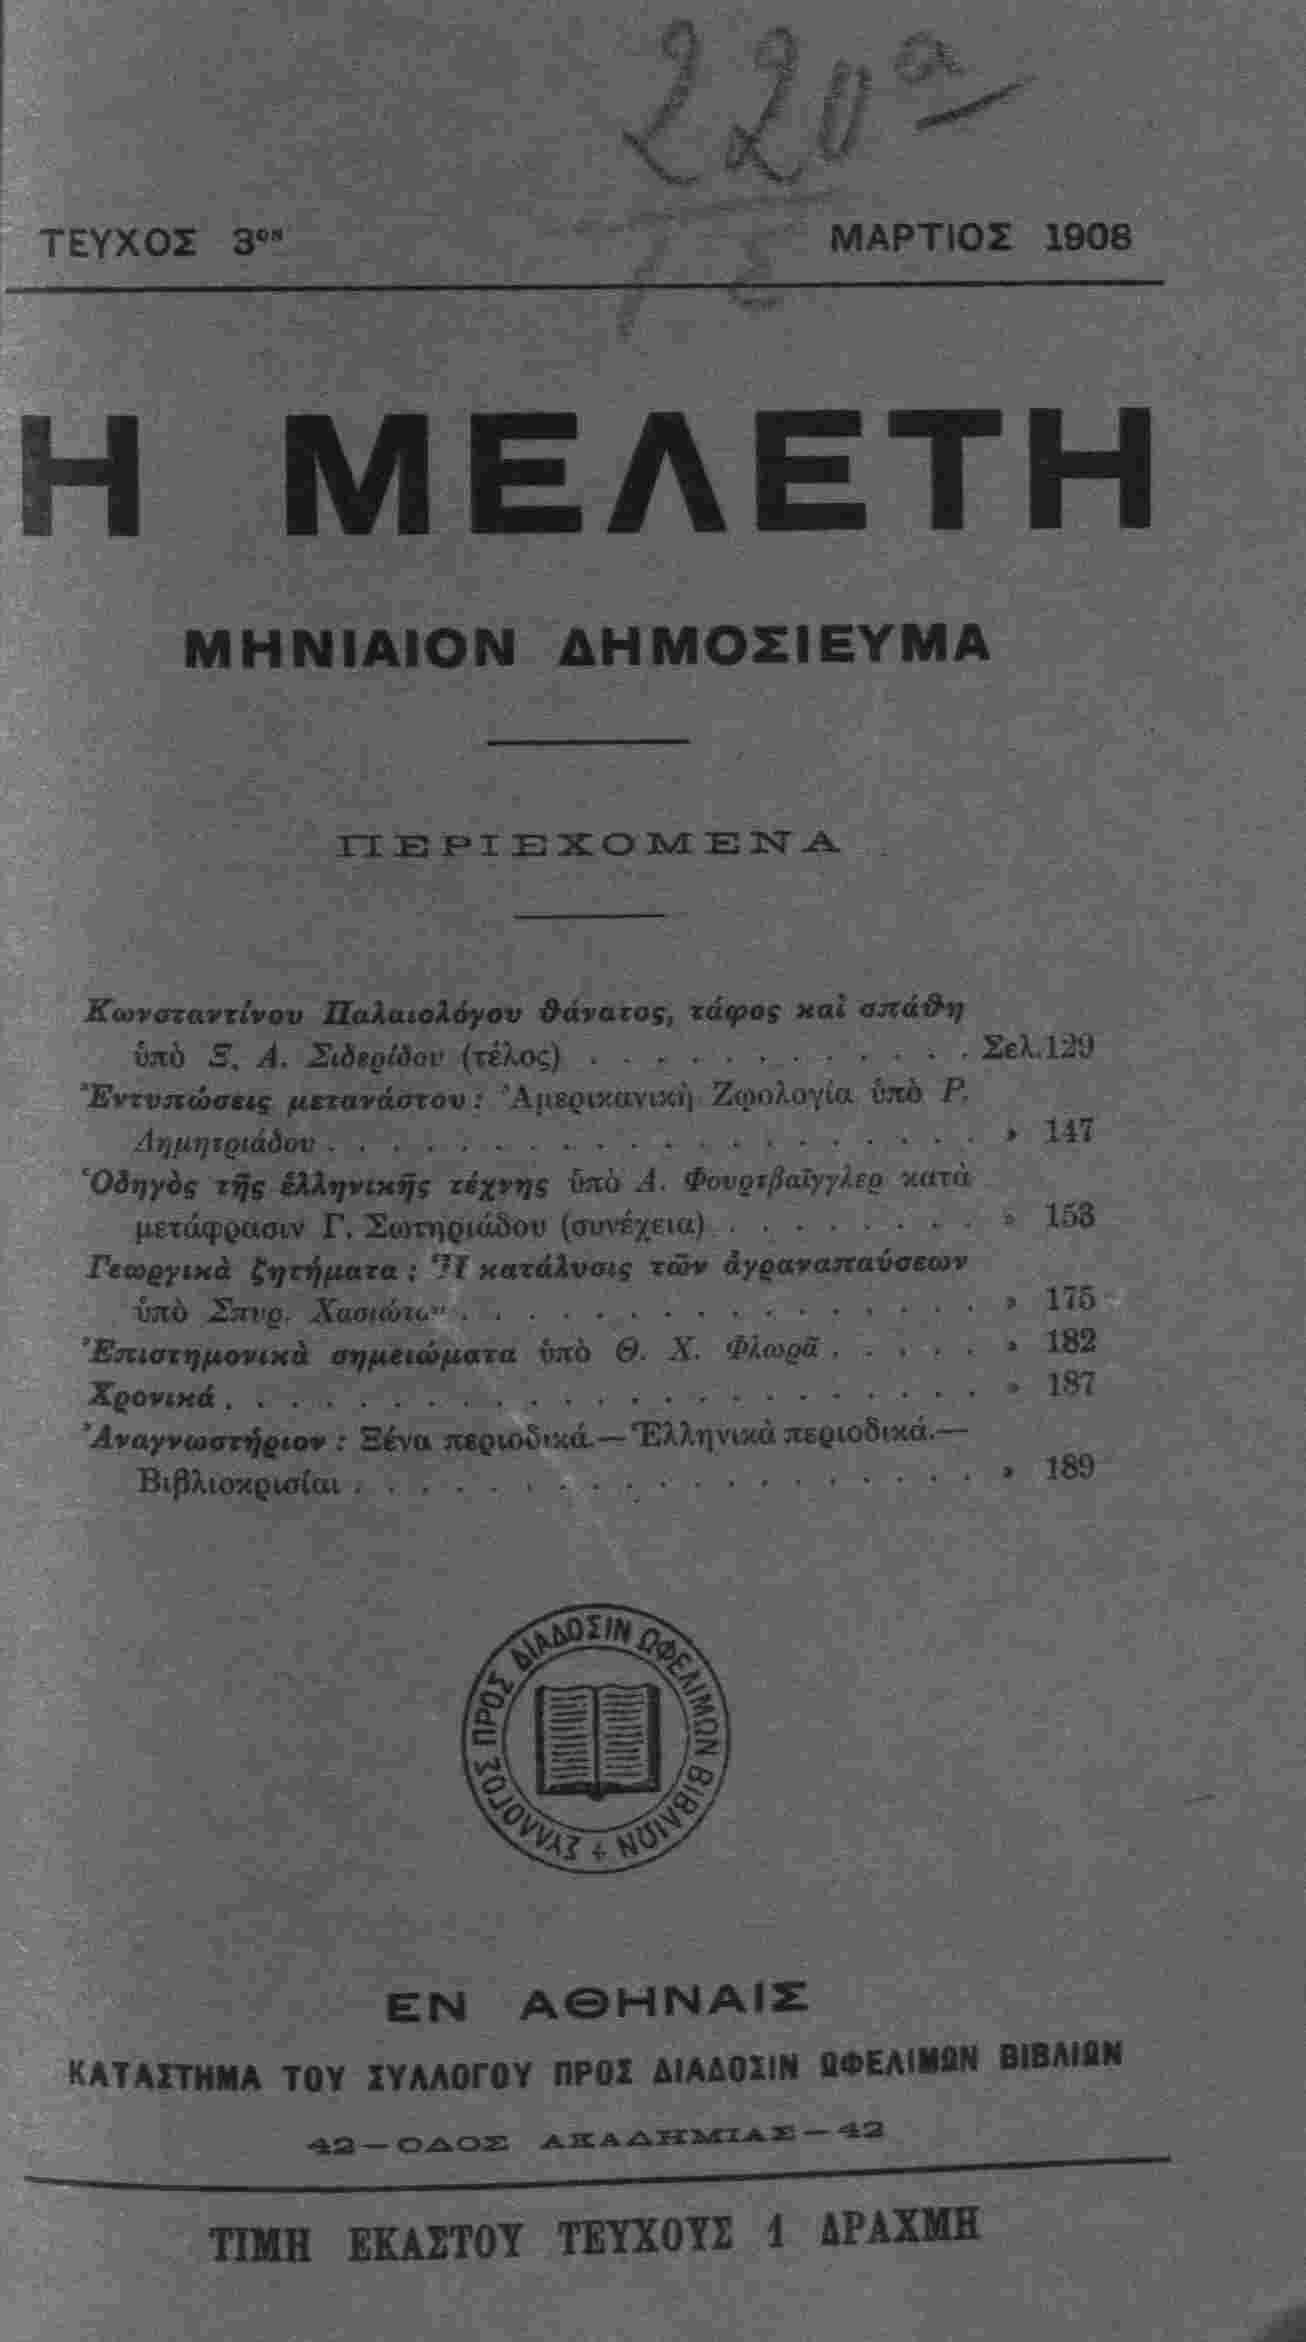 220 α
ΤΕΥΧΟΣ 3ον
ΜΑΡΤΙΟΣ 1908
Η ΜΕΛΕΤΗ
ΜΗΝΙΑΙΟΝ ΔΗΜΟΣΙΕΥΜΑ
ΠΕΡΙΕΧΟΜΕΝΑ
Κωνσταντίνου Παλαιολόγου θάνατος, τάφος καὶ σπάθη
ὑπὸ Ξ. Α. Σιδερίδου (τέλος) . . . . . . . . . . . . Σελ. 129
Ἐντυπώσεις μετανάστου: Ἀμερικανικὴ Ζῳολογία ὑπὸ Ρ.
Δημητριάδου . . . . . . . . . . . . . . . . . . . . » 147
Ὁδηγὸς τῆς ἑλληνικῆς τέχνης ὑπὸ Α. Φουρτβαῖγγλερ κατὰ
μετάφρασιν Γ. Σωτηριάδου (συνέχεια) . . . . . . . . » 153
Γεωργικὰ ζητήματα: Ἡ κατάλυσις τῶν ἀγραναπαύσεων
ὑπὸ Σπυρ. Χασιώτου . . . . . . . . . . . . . . . . » 175
Ἐπιστημονικὰ σημειώματα ὑπὸ Θ. Χ. Φλωρᾶ . . . . . » 182
Χρονικά . . . . . . . . . . . . . . . . . . . . . . . » 187
Ἀναγνωστήριον: Ξένα περιοδικά.—Ἑλληνικὰ περιοδικά.—
Βιβλιοκρισίαι . . . . . . . . . . . . . . . . . . . » 189
ΣΥΛΛΟΓΟΣ ΠΡΟΣ ΔΙΑΔΟΣΙΝ ΩΦΕΛΙΜΩΝ ΒΙΒΛΙΩΝ
ΕΝ ΑΘΗΝΑΙΣ
ΚΑΤΑΣΤΗΜΑ ΤΟΥ ΣΥΛΛΟΓΟΥ ΠΡΟΣ ΔΙΑΔΟΣΙΝ ΩΦΕΛΙΜΩΝ ΒΙΒΛΙΩΝ
42—ΟΔΟΣ ΑΚΑΔΗΜΙΑΣ—42
ΤΙΜΗ ΕΚΑΣΤΟΥ ΤΕΥΧΟΥΣ 1 ΔΡΑΧΜΗ